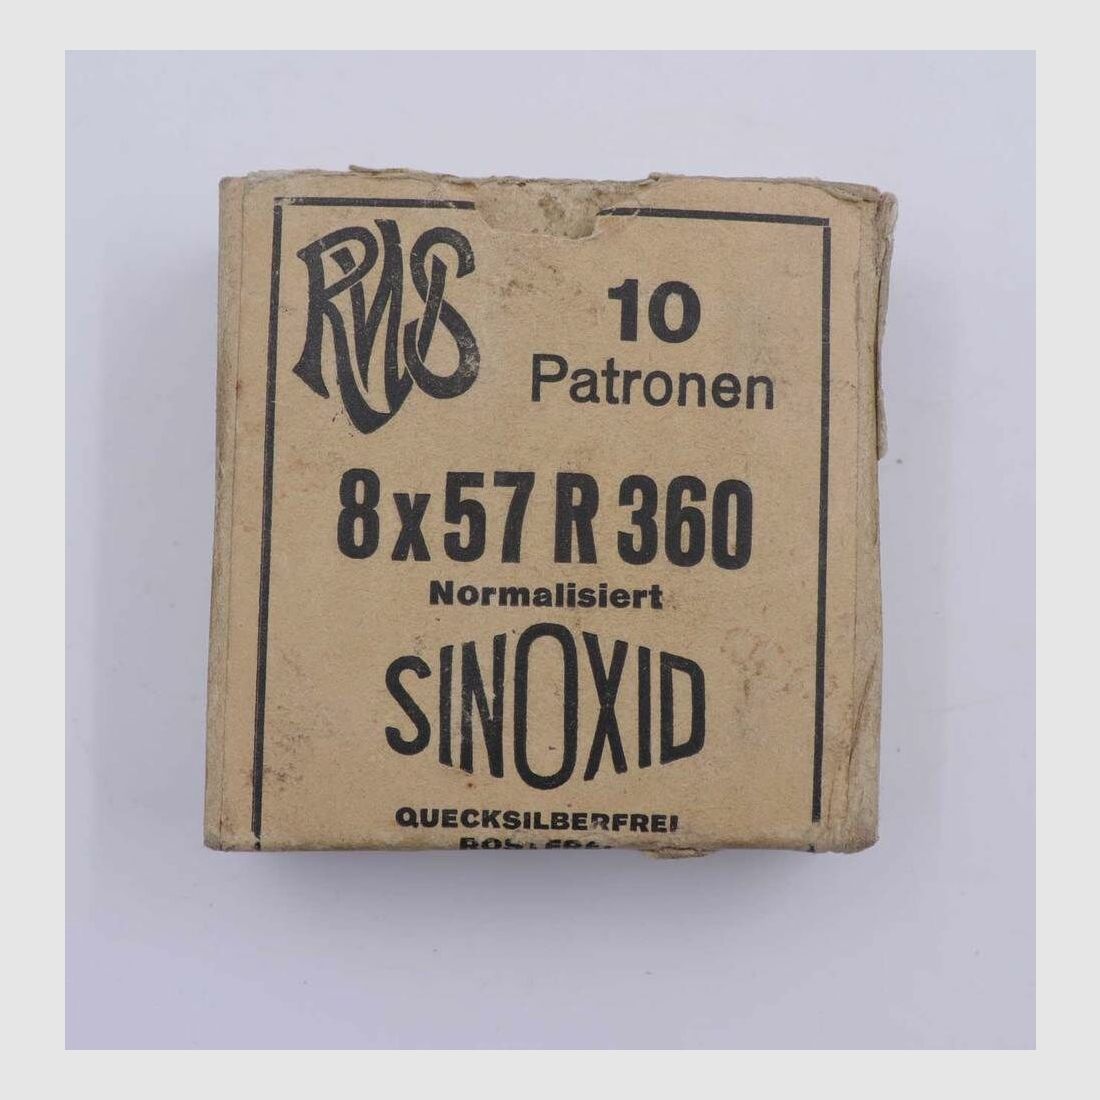 RWS
10
Patronen
8x57 R 360
Normalisiert
SINOXID
QUECKSILBERFREI